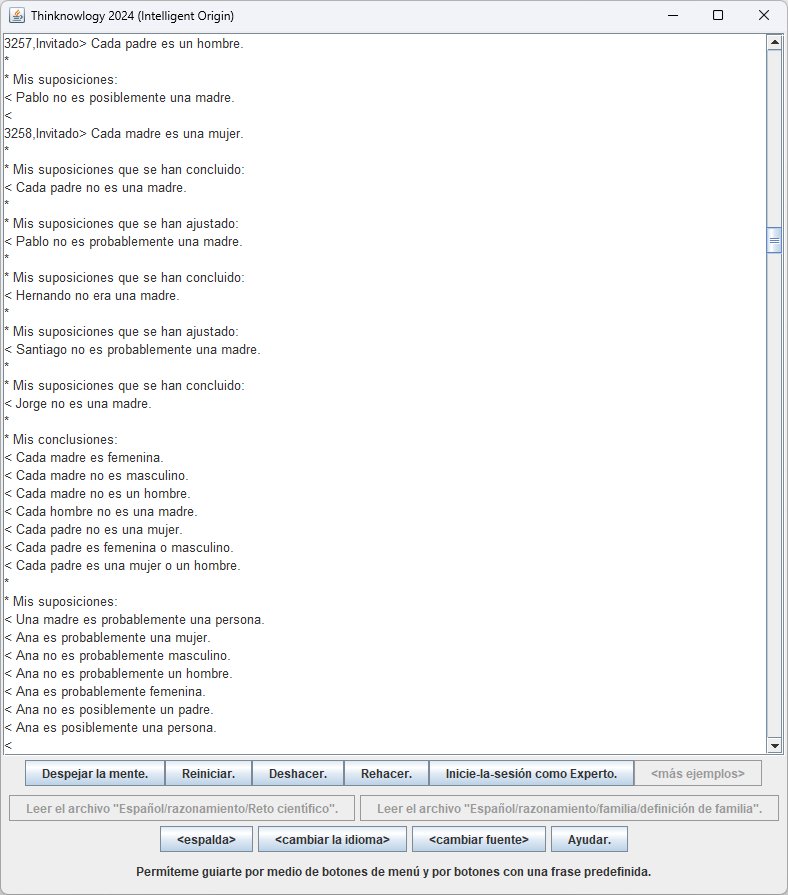 Thinknowlogy 2024 (Intelligent Origin)
3257,Invitado> Cada padre es un hombre.
*
* Mis suposiciones:
< Pablo no es posiblemente una madre.
<
3258,Invitado> Cada madre es una mujer.
*
* Mis suposiciones que se han concluido:
< Cada padre no es una madre.
*
* Mis suposiciones que se han ajustado:
< Pablo no es probablemente una madre.
*
* Mis suposiciones que se han concluido:
< Hernando no era una madre.
*
* Mis suposiciones que se han ajustado:
< Santiago no es probablemente una madre.
*
* Mis suposiciones que se han concluido:
< Jorge no es una madre.
*
* Mis conclusiones:
< Cada madre es femenina.
< Cada madre no es masculino.
< Cada madre no es un hombre.
< Cada hombre no es una madre.
< Cada padre no es una mujer.
< Cada padre es femenina o masculino.
< Cada padre es una mujer o un hombre.
*
* Mis suposiciones:
< Una madre es probablemente una persona.
< Ana es probablemente una mujer.
< Ana no es probablemente masculino.
< Ana no es probablemente un hombre.
< Ana es probablemente femenina.
< Ana no es posiblemente un padre.
< Ana es posiblemente una persona.
<
Despejar la mente. Reiniciar. Deshacer. Rehacer. Inicie-la-sesión como Experto. <más ejemplos>
Leer el archivo "Español/razonamiento/Reto científico". Leer el archivo "Español/razonamiento/familia/definición de familia".
<espalda> <cambiar la idioma> <cambiar fuente> Ayudar.
Permíteme guiarte por medio de botones de menú y por botones con una frase predefinida.